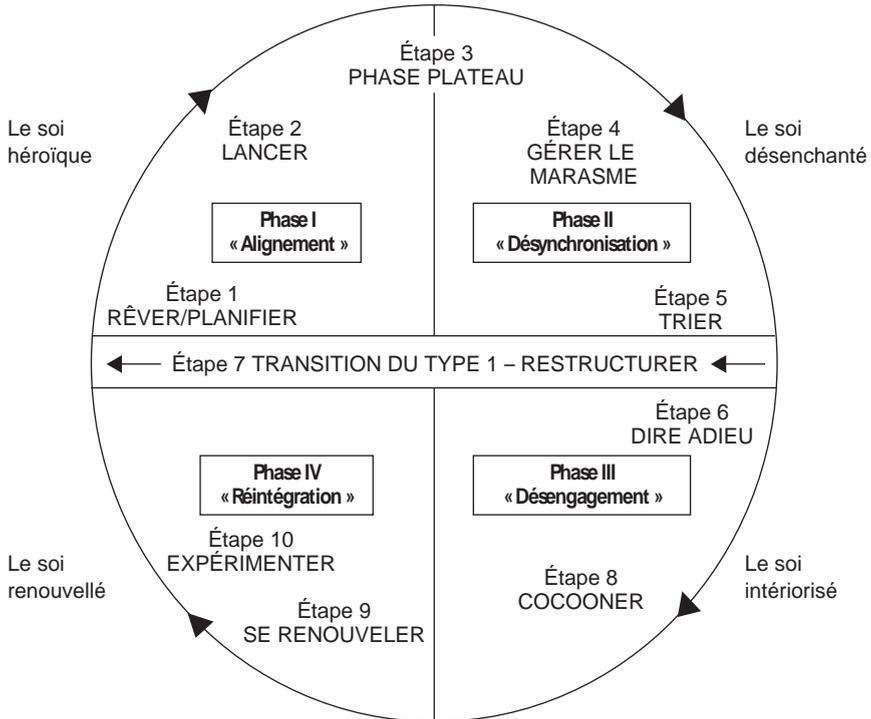 Étape 3
PHASE PLATEAU
Le soi
héroïque
Étape 2
LANCER
Étape 4
GÉRER LE
MARASME
Le soi
désenchanté
Phase I
« Alignement »
Phase II
« Désynchronisation »
Étape 1
RÊVER/PLANIFIER
Étape 5
TRIER
Étape 7 TRANSITION DU TYPE 1 – RESTRUCTURER
Étape 6
DIRE ADIEU
Phase IV
« Réintégration »
Phase III
« Désengagement »
Le soi
renouvellé
Étape 10
EXPÉRIMENTER
Étape 9
SE RENOUVELER
Étape 8
COCOONER
Le soi
intériorisé